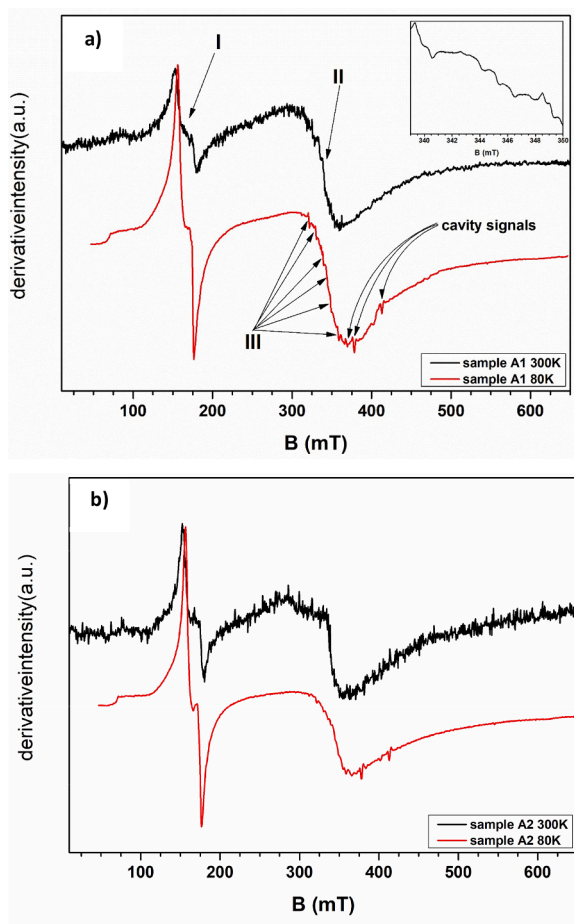 a)
I
II
III
cavity signals
340 342 344 346 348 350
B (mT)
derivativeintensity(a.u.)
sample A1 300K
sample A1 80K
100 200 300 400 500 600
B (mT)
b)
derivativeintensity(a.u.)
sample A2 300K
sample A2 80K
100 200 300 400 500 600
B (mT)